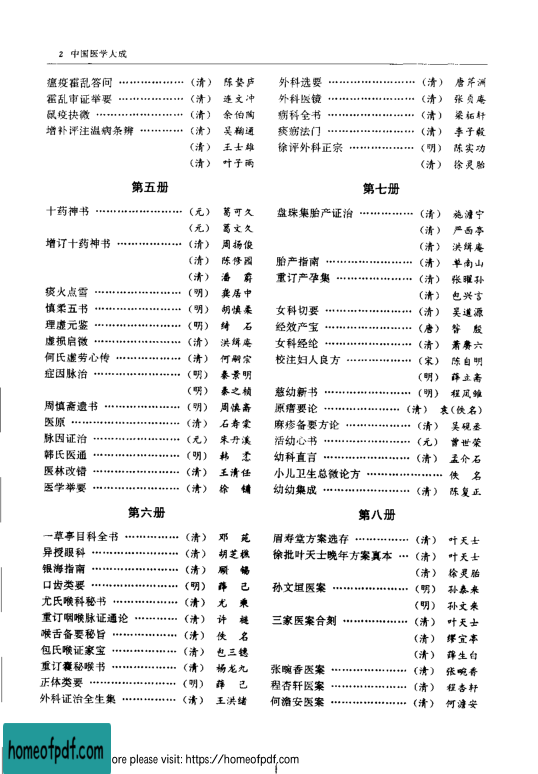 2 中国医学大成
瘟疫霍乱答问 ……………… (清) 陈蛰庐
霍乱审证举要 ……………… (清) 连文冲
鼠疫抉微 …………………… (清) 余伯陶
增补评注温病条辨 ………… (清) 吴鞠通
(清) 王士雄
(清) 叶子雨
第五册
十药神书 …………………… (元) 葛可久
(元) 葛文久
增订十药神书 ……………… (清) 周扬俊
(清) 陈修园
(清) 潘 蔚
痰火点雪 …………………… (明) 龚居中
慎柔五书 …………………… (明) 胡慎柔
理虚元鉴 …………………… (明) 绮 石
虚损启微 …………………… (清) 洪缉庵
何氏虚劳心传 ……………… (清) 何嗣宗
症因脉治 …………………… (明) 秦景明
(明) 秦之桢
周慎斋遗书 ………………… (明) 周慎斋
医原 ………………………… (清) 石寿棠
脉因证治 …………………… (元) 朱丹溪
韩氏医通 …………………… (明) 韩 悫
医林改错 …………………… (清) 王清任
医学举要 …………………… (清) 徐 镛
第六册
一草亭目科全书 …………… (清) 邓 苑
异授眼科 …………………… (清) 胡芝樵
银海指南 …………………… (清) 顾 锡
口齿类要 …………………… (明) 薛 己
尤氏喉科秘书 ……………… (清) 尤 乘
重订咽喉脉证通论 ………… (清) 许 梿
喉舌备要秘旨 ……………… (清) 佚 名
包氏喉证家宝 ……………… (清) 包三鏸
重订囊秘喉书 ……………… (清) 杨龙九
正体类要 …………………… (明) 薛 己
外科证治全生集 …………… (清) 王洪绪
外科选要 …………………… (清) 唐芹洲
外科医镜 …………………… (清) 张贞庵
疡科全书 …………………… (清) 梁希轩
痰疬法门 …………………… (清) 李子毅
徐评外科正宗 ……………… (明) 陈实功
(清) 徐灵胎
第七册
盘珠集胎产证治 …………… (清) 施澹宁
(清) 严西亭
(清) 洪缉庵
胎产指南 …………………… (清) 单南山
重订产孕集 ………………… (清) 张曜孙
(清) 包兴言
女科切要 …………………… (清) 吴道源
经效产宝 …………………… (唐) 昝 殷
女科经纶 …………………… (清) 萧赓六
校注妇人良方 ……………… (宋) 陈自明
(明) 薛立斋
慈幼新书 …………………… (明) 程凤雏
原瘄要论 ………………… (清) 袁(佚名)
麻疹备要方论 ……………… (清) 吴砚丞
活幼心书 …………………… (元) 曾世荣
幼科直言 …………………… (清) 孟介石
小儿卫生总微论方 ………………… 佚 名
幼幼集成 …………………… (清) 陈复正
第八册
眉寿堂方案选存 …………… (清) 叶天士
徐批叶天士晚年方案真本 … (清) 叶天士
(清) 徐灵胎
孙文垣医案 ………………… (明) 孙泰来
(明) 孙文来
三家医案合刻 ……………… (清) 叶天士
(清) 缪宜亭
(清) 薛生白
张畹香医案 ………………… (清) 张畹香
程杏轩医案 ………………… (清) 程杏轩
何澹安医案 ………………… (清) 何澹安
homeofpdf.com
ore please visit: https://homeofpdf.com